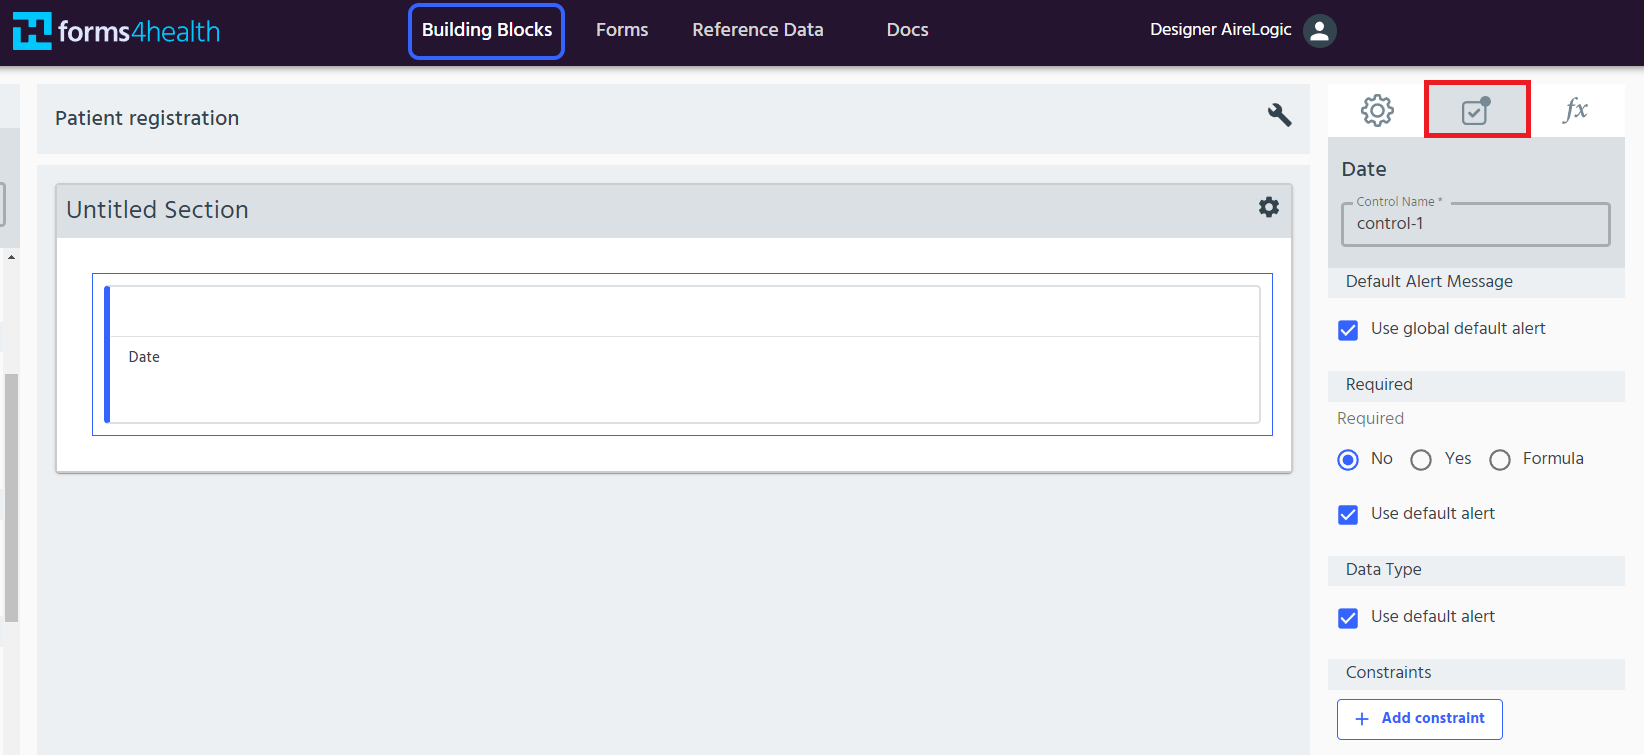 forms4health
Building Blocks
Forms
Reference Data
Docs
Designer AireLogic
Patient registration
Untitled Section
Date
fx
Date
Control Name *
control-1
Default Alert Message
Use global default alert
Required
Required
No
Yes
Formula
Use default alert
Data Type
Use default alert
Constraints
+ Add constraint